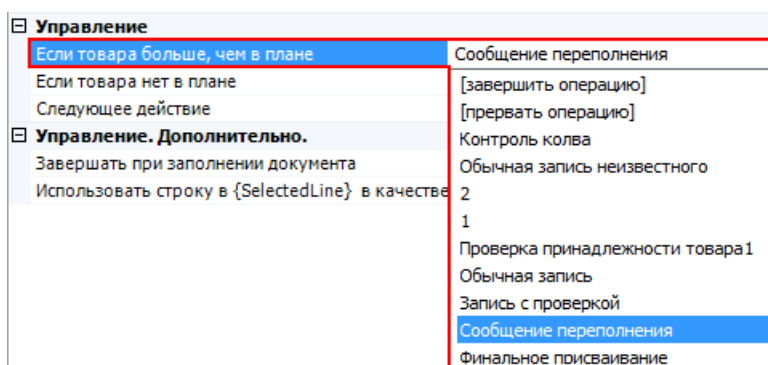 Управление
Если товара больше, чем в плане Сообщение переполнения
Если товара нет в плане [завершить операцию]
Следующее действие [прервать операцию]
Управление. Дополнительно. Контроль колва
Завершать при заполнении документа Обычная запись неизвестного
Использовать строку в {SelectedLine} в качестве 2
1
Проверка принадлежности товара1
Обычная запись
Запись с проверкой
Сообщение переполнения
Финальное присваивание